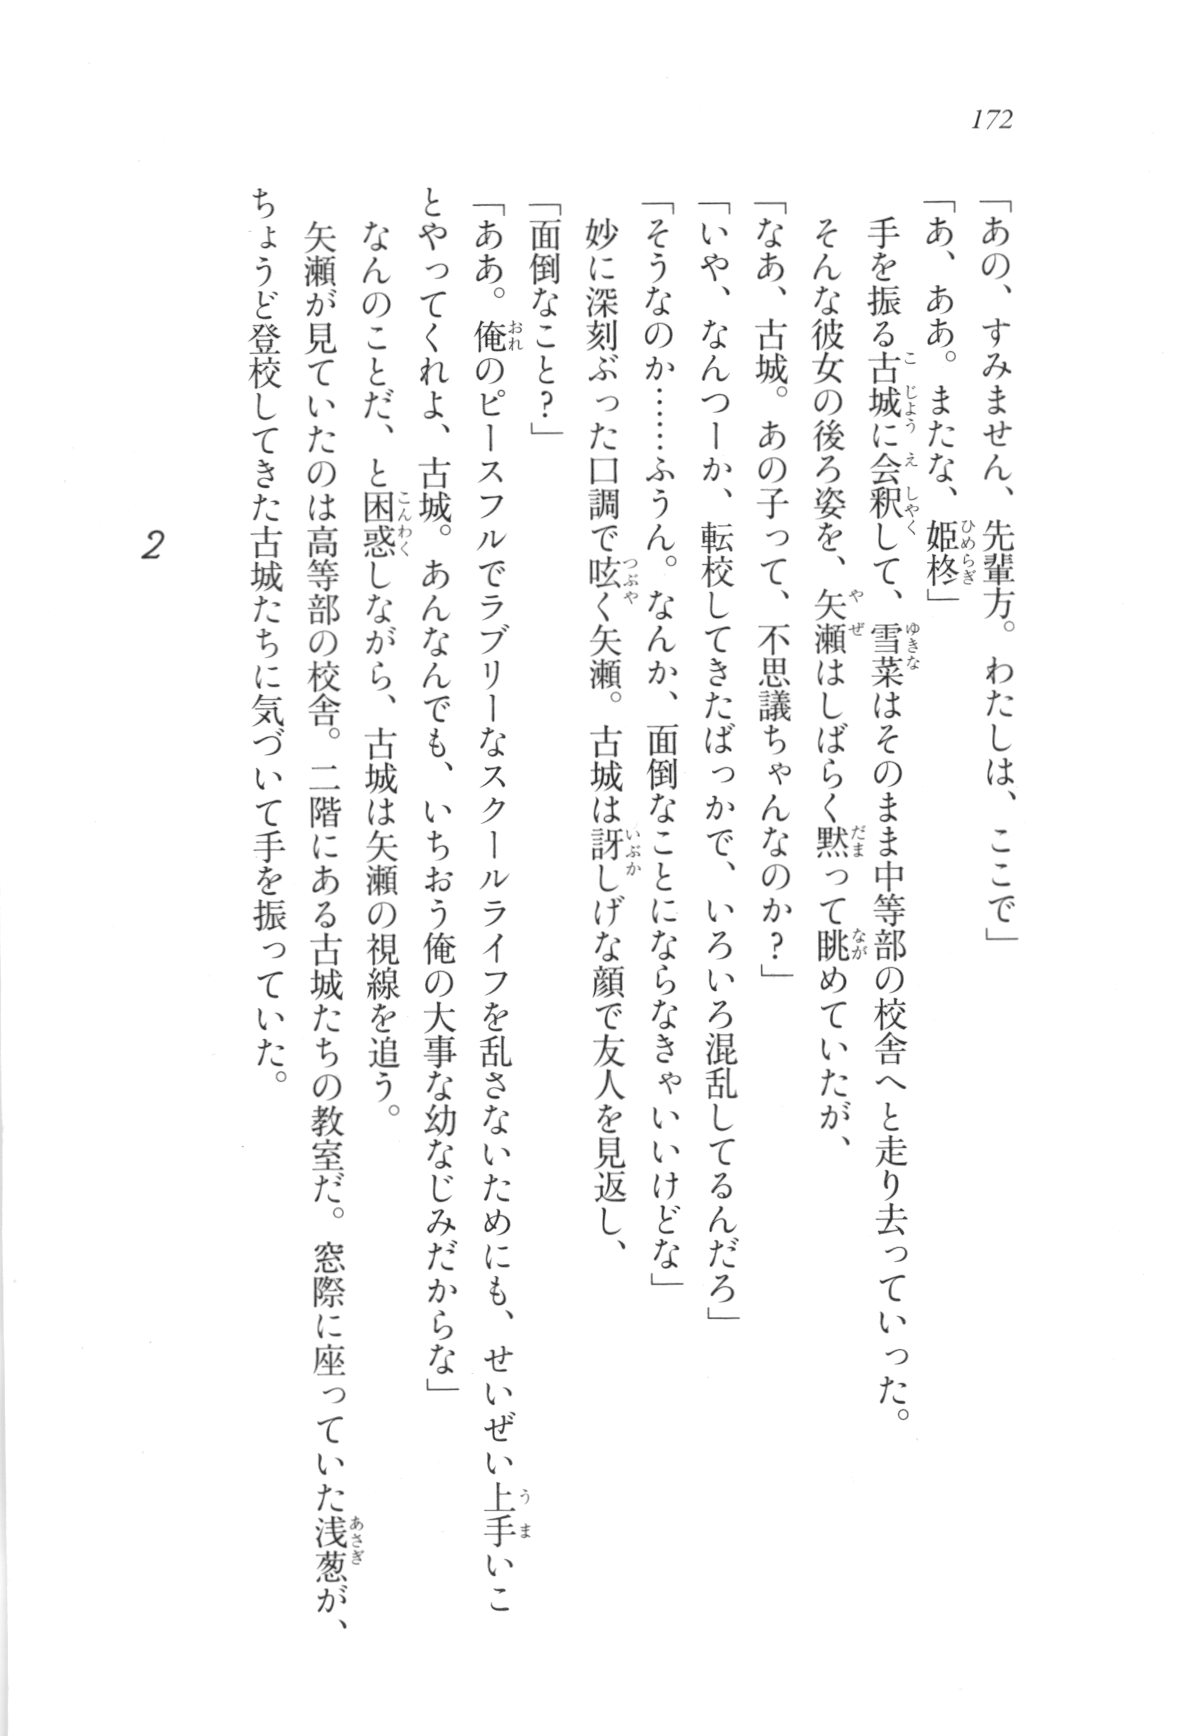 172
「あの、すみません、先輩方。わたしは、ここで」
「あ、ああ。またな、姫柊」
手を振る古城に会釈して、雪菜はそのまま中等部の校舎へと走り去っていった。
そんな彼女の後ろ姿を、矢瀬はしばらく黙って眺めていたが、
「なあ、古城。あの子って、不思議ちゃんなのか？」
「いや、なんつーか、転校してきたばっかで、いろいろ混乱してるんだろ」
「そうなのか……ふうん。なんか、面倒なことにならなきゃいいけどな」
妙に深刻ぶった口調で呟く矢瀬。古城は訝しげな顔で友人を見返し、
「面倒なこと？」
「ああ。俺のピースフルでラブリーなスクールライフを乱さないためにも、せいぜい上手いこ
とやってくれよ、古城。あんなんでも、いちおう俺の大事な幼なじみだからな」
なんのことだ、と困惑しながら、古城は矢瀬の視線を追う。
矢瀬が見ていたのは高等部の校舎。二階にある古城たちの教室だ。窓際に座っていた浅葱が、
ちょうど登校してきた古城たちに気づいて手を振っていた。
2